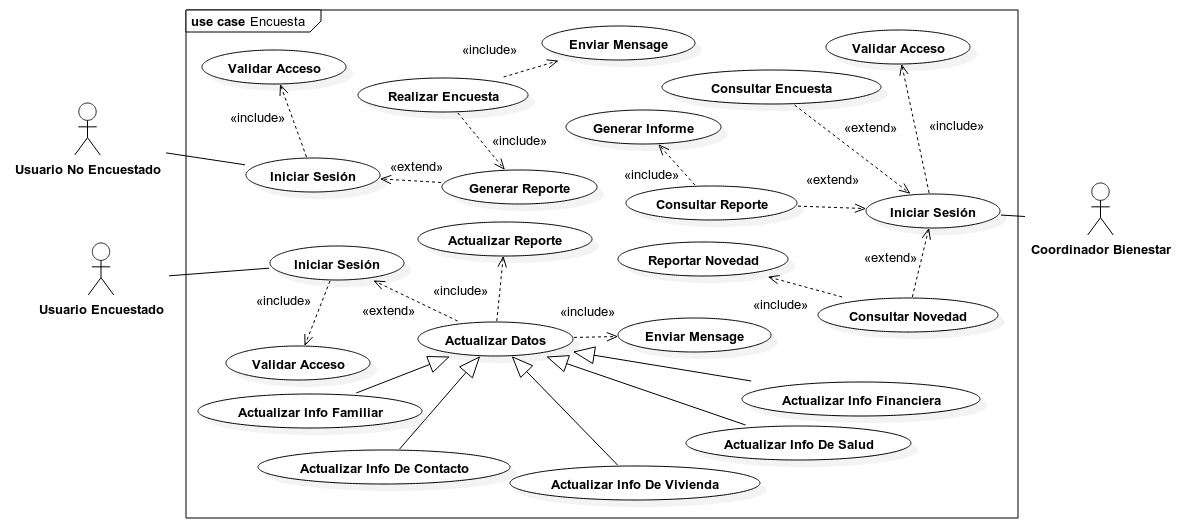 use case Encuesta
Enviar Mensage
«include»
Validar Acceso
Validar Acceso
Realizar Encuesta
Consultar Encuesta
«include»
Generar Informe
«extend»
«include»
«include»
Usuario No Encuestado
«extend»
Iniciar Sesión
Generar Reporte
«include»
«extend»
Consultar Reporte
Iniciar Sesión
Coordinador Bienestar
Actualizar Reporte
Iniciar Sesión
Reportar Novedad
«extend»
Usuario Encuestado
«include»
«include»
«extend»
«include»
«include»
Consultar Novedad
Actualizar Datos
Enviar Mensage
Validar Acceso
Actualizar Info Familiar
Actualizar Info Financiera
Actualizar Info De Salud
Actualizar Info De Contacto
Actualizar Info De Vivienda